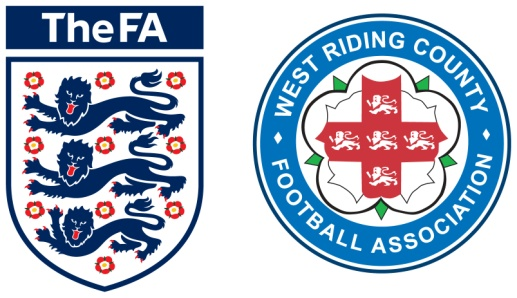 The FA
WEST RIDING COUNTY
FOOTBALL ASSOCIATION